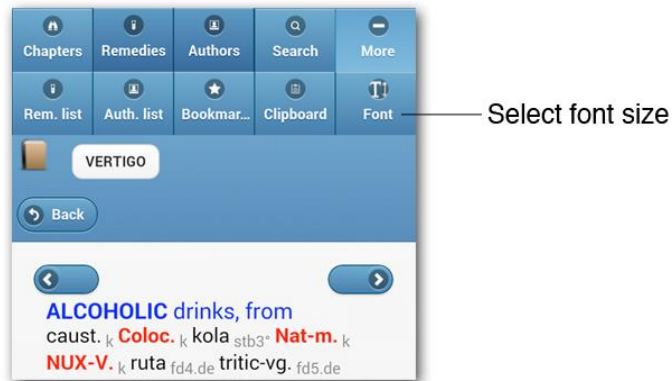 Chapters Remedies Authors Search More
Rem. list Auth. list Bookmar... Clipboard Font
Select font size
VERTIGO
Back
ALCOHOLIC drinks, from
caust. k Coloc. k kola stb3• Nat-m. k
NUX-V. k ruta fd4.de tritic-vg. fd5.de